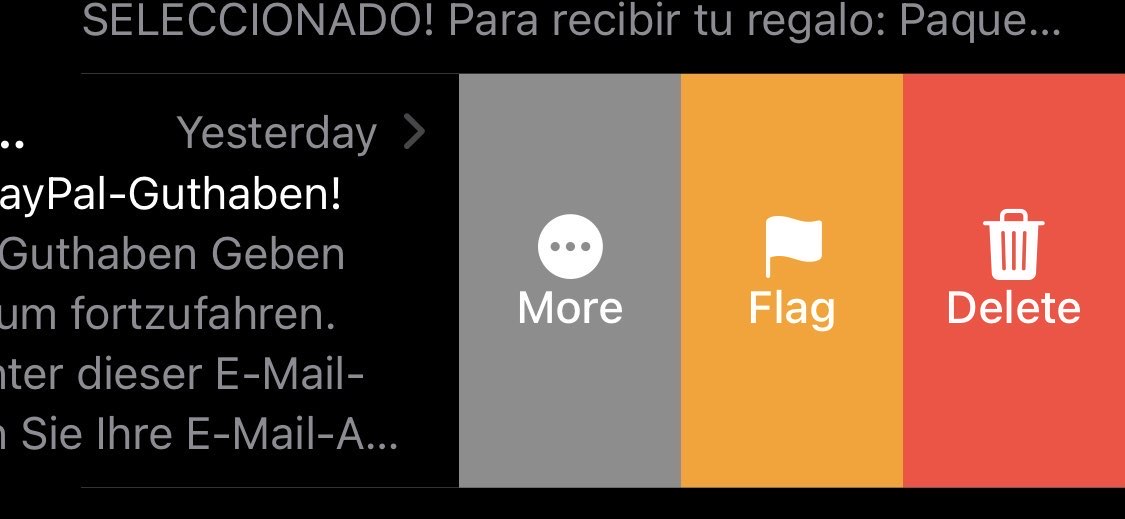 SELECCIONADO! Para recibir tu regalo: Paque...
.. Yesterday
ayPal-Guthaben!
Guthaben Geben
um fortzufahren.
nter dieser E-Mail-
n Sie Ihre E-Mail-A...
More
Flag
Delete